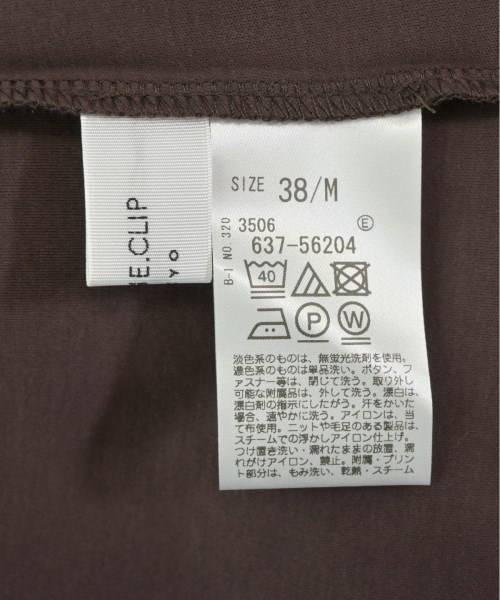 SIZE 38/M
B-I NO.320
3506 E
637-56204
40
P W
淡色系のものは、無蛍光洗剤を使用。
濃色系のものは単品洗い。ボタン、フ
ァスナー等は、閉じて洗う。取り外し
可能な附属品は、外して洗う。漂白は、
漂白剤の指示にしたがう。汗をかいた
場合、速やかに洗う。アイロンは、当
て布使用。ニットや毛足のある製品は、
スチームでの浮かしアイロン仕上げ。
つけ置き洗い・濡れたままの放置、濡
れがけアイロン、禁止。附属・プリン
ト部分は、もみ洗い、乾熱・スチーム
E.CLIP
YO